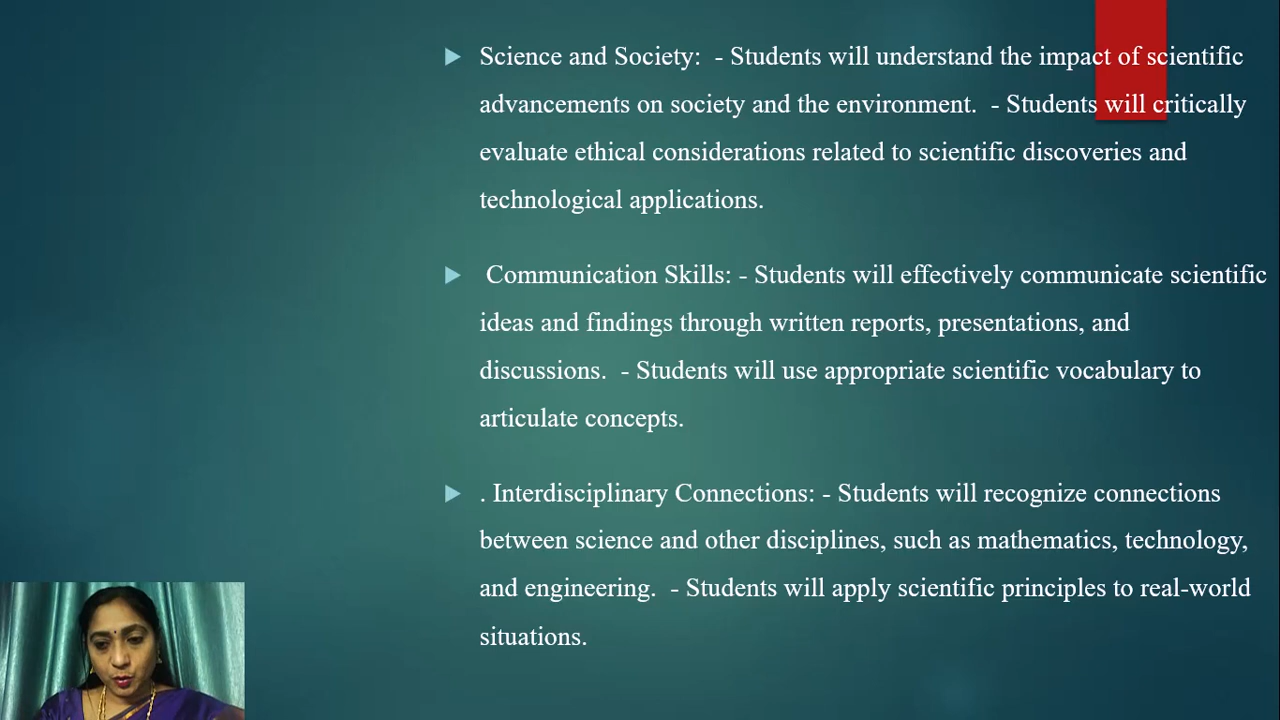 Science and Society:  - Students will understand the impact of scientific
advancements on society and the environment.  - Students will critically
evaluate ethical considerations related to scientific discoveries and
technological applications.
Communication Skills: - Students will effectively communicate scientific
ideas and findings through written reports, presentations, and
discussions.  - Students will use appropriate scientific vocabulary to
articulate concepts.
. Interdisciplinary Connections: - Students will recognize connections
between science and other disciplines, such as mathematics, technology,
and engineering.  - Students will apply scientific principles to real-world
situations.